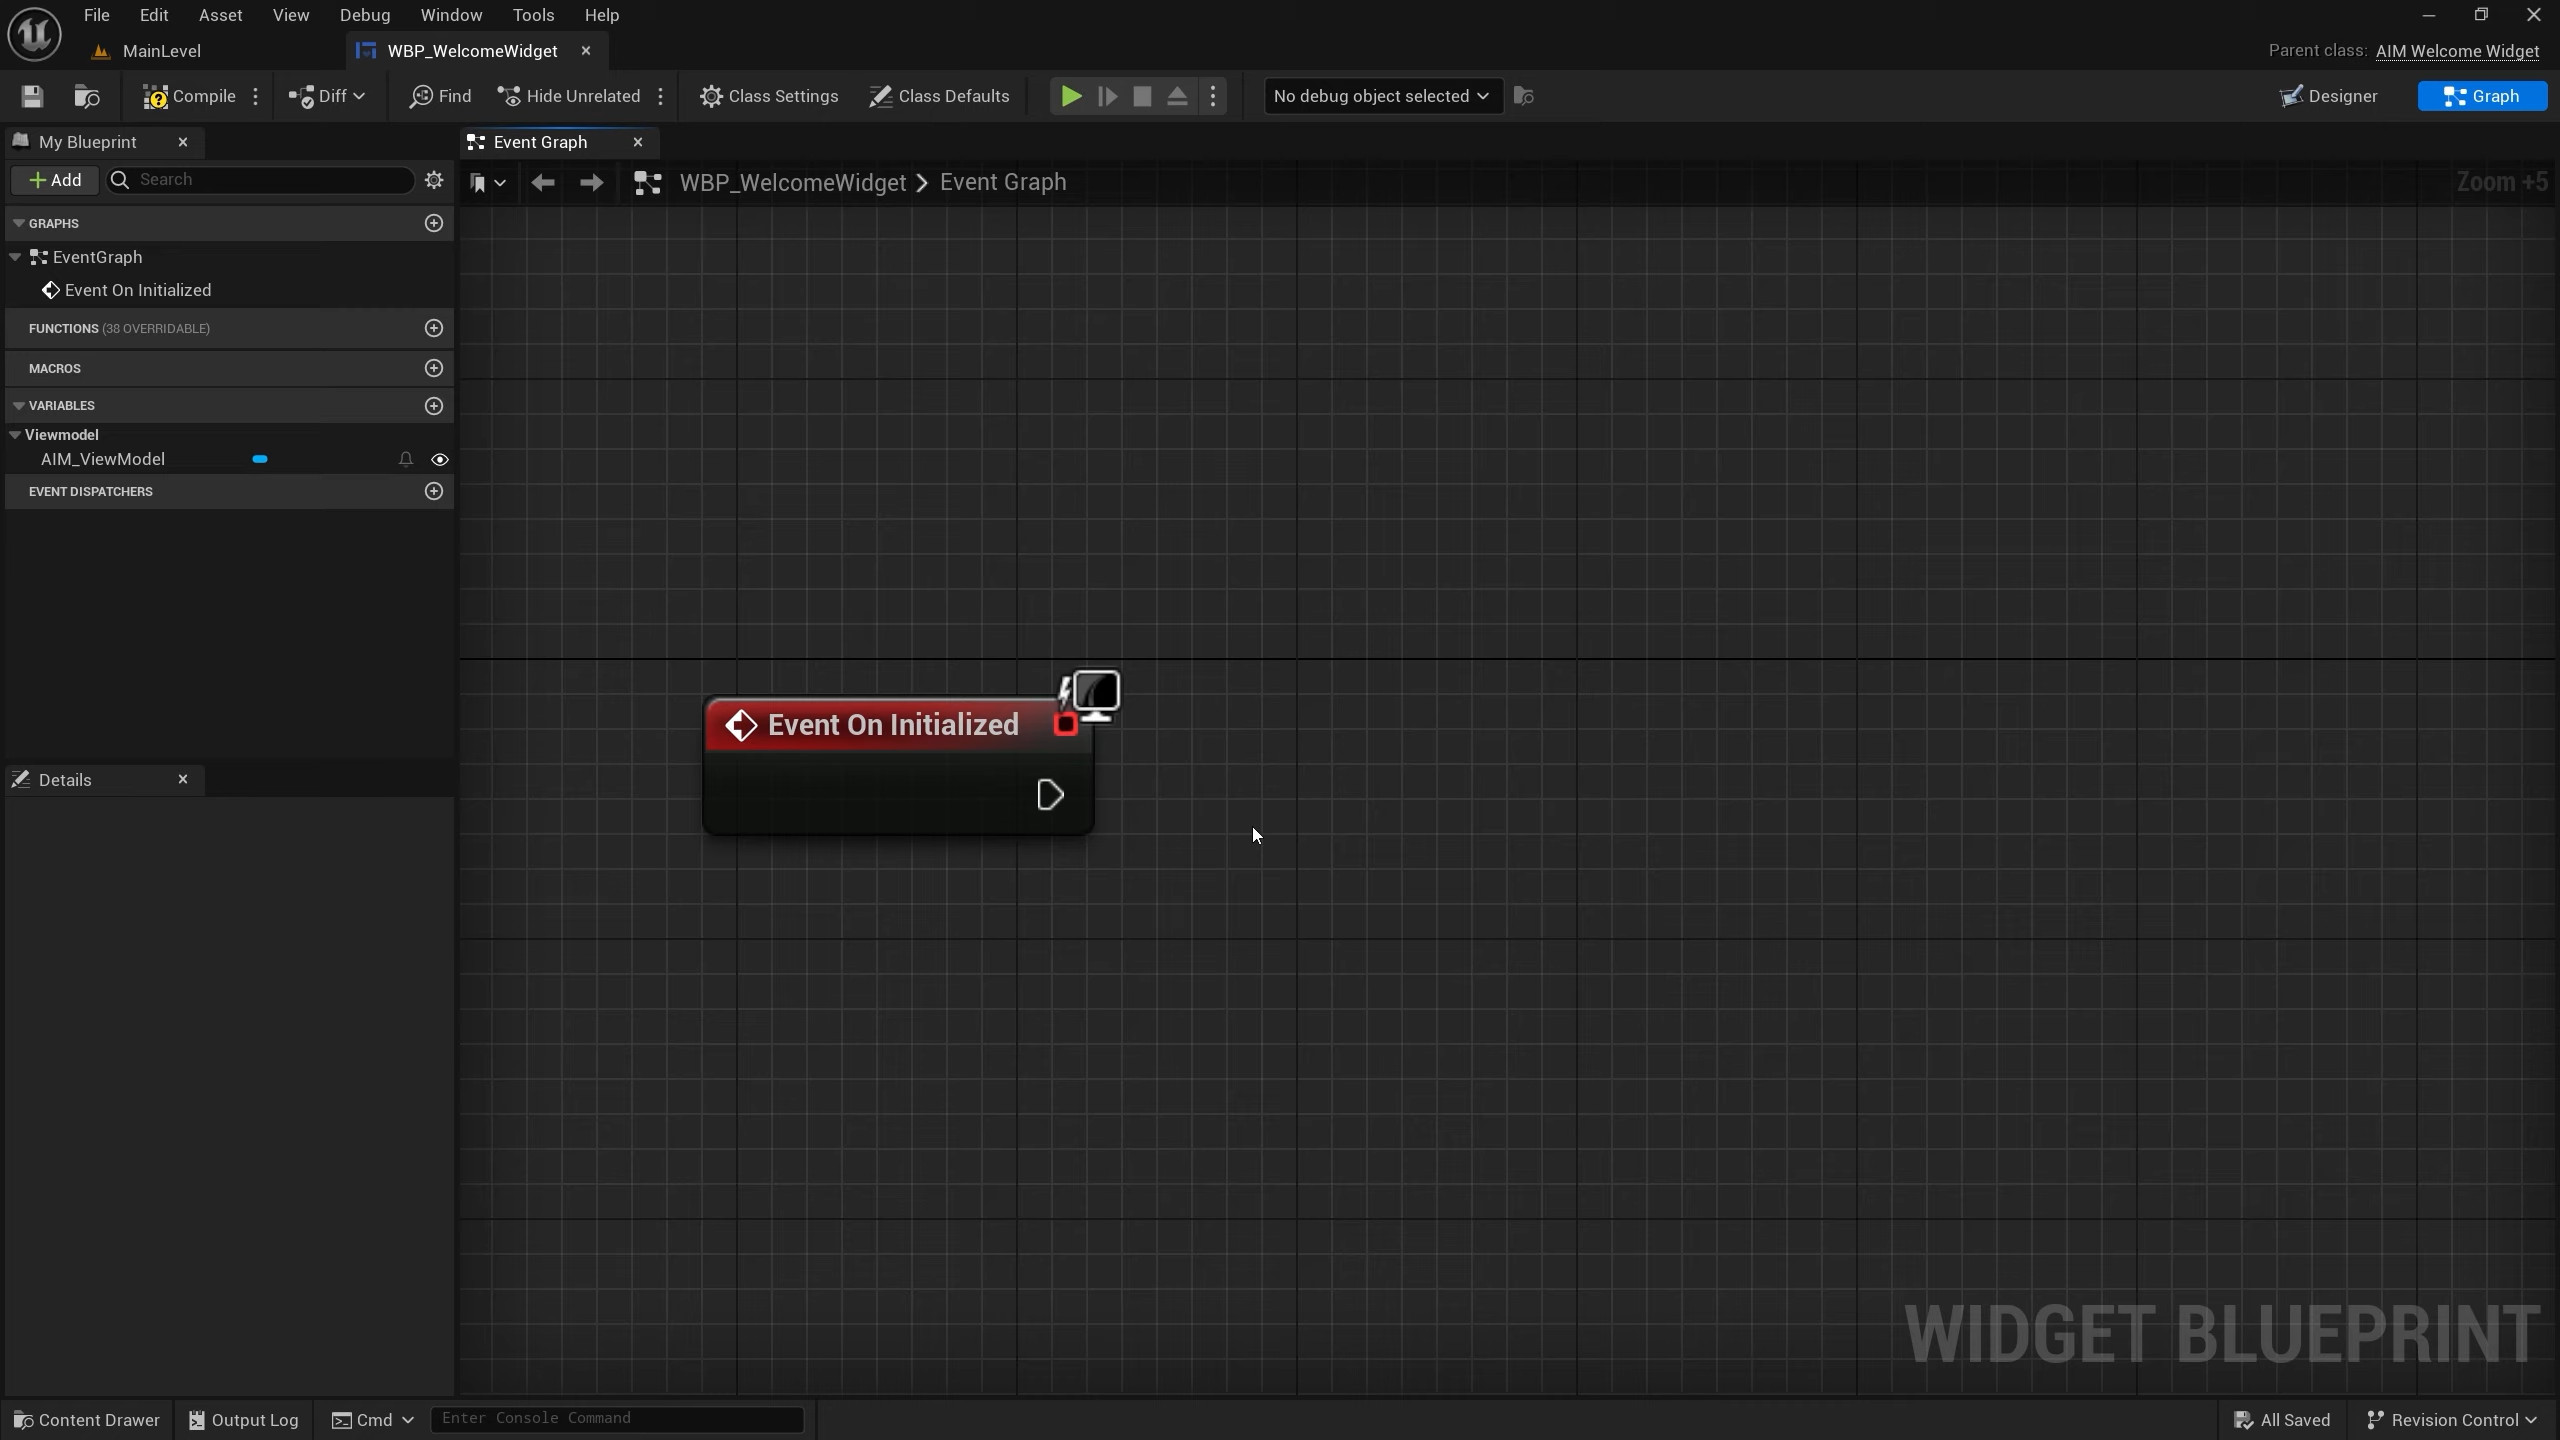 File Edit Asset View Debug Window Tools Help
MainLevel WBP_WelcomeWidget Parent class: AIM Welcome Widget
Compile Diff Find Hide Unrelated Class Settings Class Defaults No debug object selected Designer Graph
My Blueprint Event Graph
Add Search WBP_WelcomeWidget > Event Graph Zoom +5
GRAPHS
EventGraph
Event On Initialized
FUNCTIONS (38 OVERRIDABLE)
MACROS
VARIABLES
Viewmodel
AIM_ViewModel
EVENT DISPATCHERS
Event On Initialized
Details
WIDGET BLUEPRINT
Content Drawer Output Log Cmd Enter Console Command All Saved Revision Control